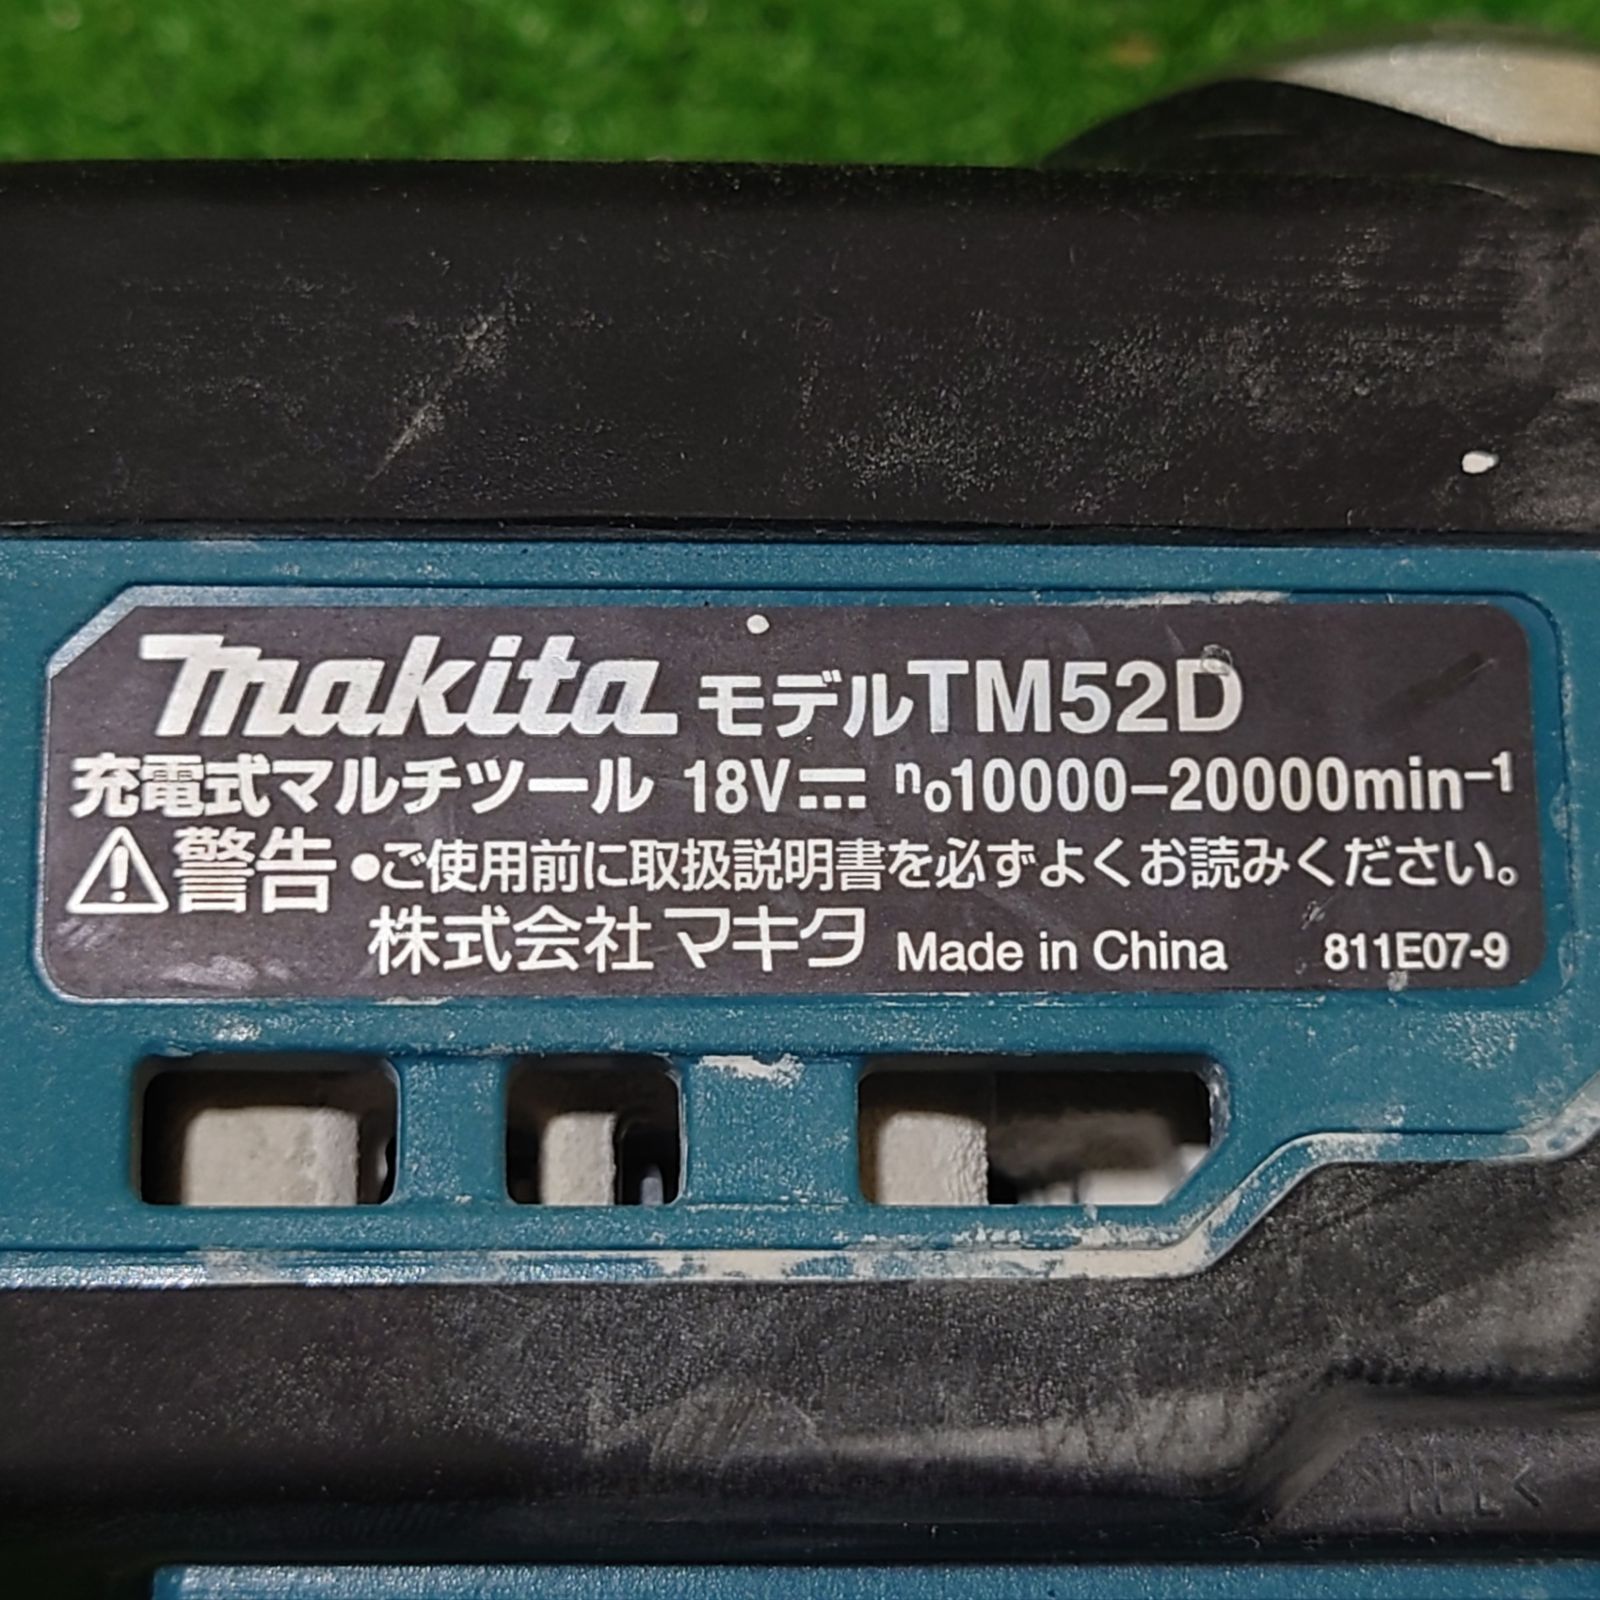 makita モデルTM52D
充電式マルチツール 18V⎓ n₀10000–20000min⁻¹
⚠警告 ●ご使用前に取扱説明書を必ずよくお読みください。
株式会社マキタ Made in China 811E07-9